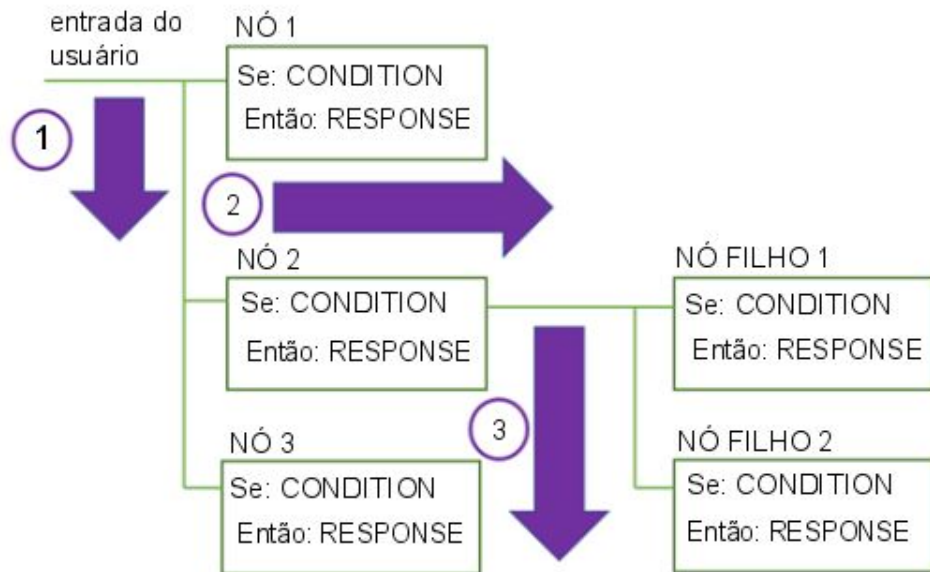 entrada do
usuário
NÓ 1
Se: CONDITION
Então: RESPONSE
1
2
NÓ 2
Se: CONDITION
Então: RESPONSE
NÓ FILHO 1
Se: CONDITION
Então: RESPONSE
3
NÓ 3
Se: CONDITION
Então: RESPONSE
NÓ FILHO 2
Se: CONDITION
Então: RESPONSE